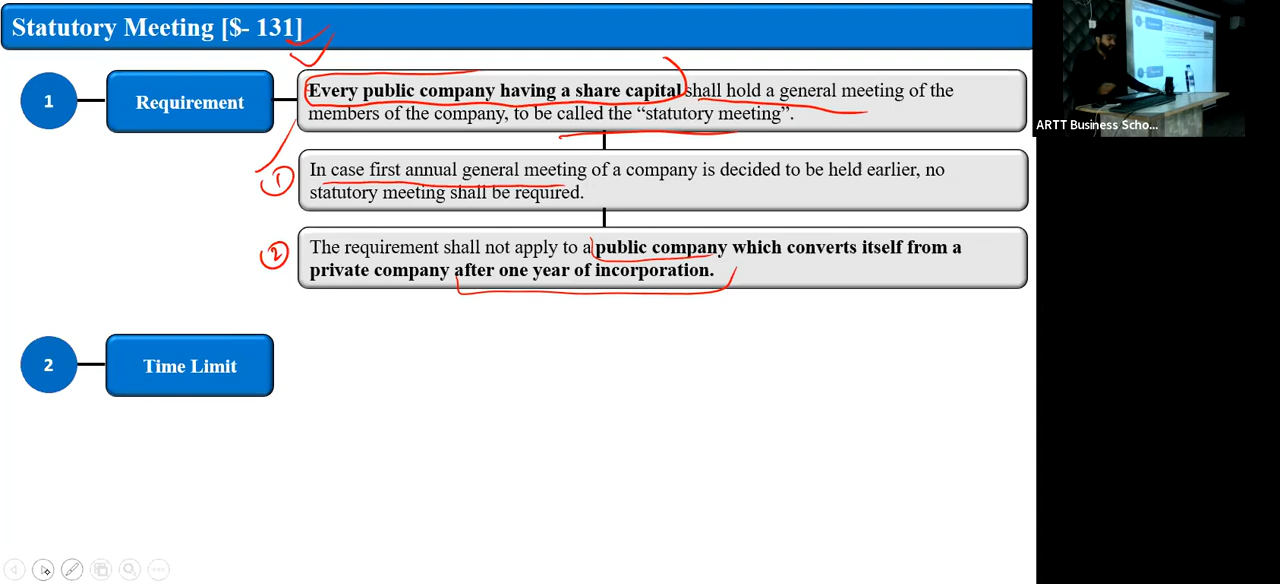 Statutory Meeting [$- 131]
1
Requirement
Every public company having a share capital shall hold a general meeting of the
members of the company, to be called the “statutory meeting”.
1
In case first annual general meeting of a company is decided to be held earlier, no
statutory meeting shall be required.
2
The requirement shall not apply to a public company which converts itself from a
private company after one year of incorporation.
2
Time Limit
ARTT Business Scho...